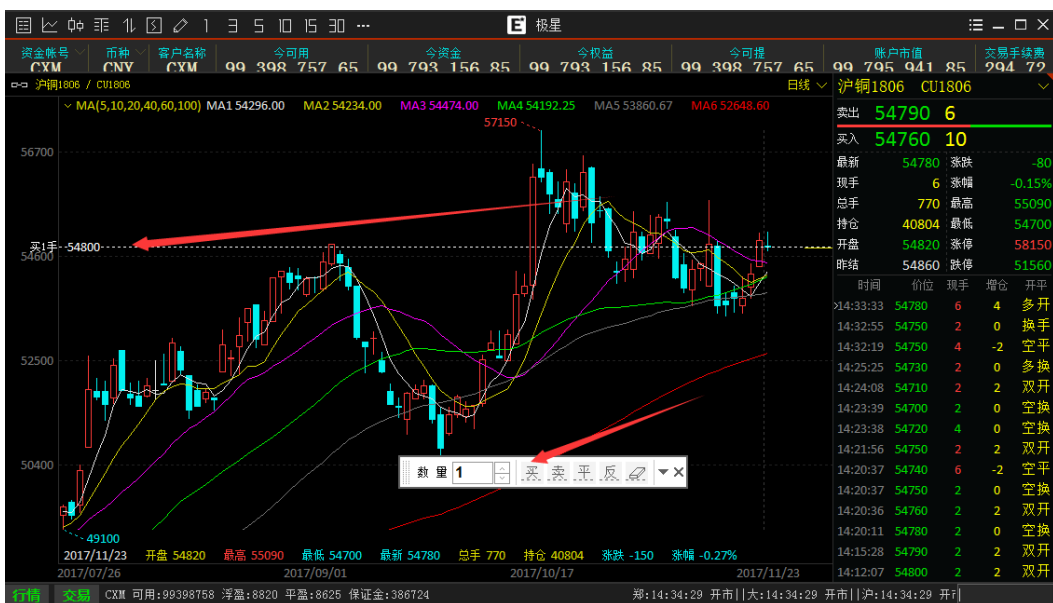 1 3 5 10 15 30 ··· E 极星
资金帐号 币种 客户名称 今可用 今资金 今权益 今可提 账户市值 交易手续费
CXM CNY CXM 99 398 757 65 99 793 156 85 99 793 156 85 99 398 757 65 99 795 941 85 294 72
沪铜1806 / CU1806 日线
MA(5,10,20,40,60,100) MA1 54296.00 MA2 54234.00 MA3 54474.00 MA4 54192.25 MA5 53860.67 MA6 52648.60
57150
56700
买1手 54800
54600
52500
50400
数量 1 买 卖 平 反
49100
2017/11/23 开盘 54820 最高 55090 最低 54700 最新 54780 总手 770 持仓 40804 涨跌 -150 涨幅 -0.27%
2017/07/26 2017/09/01 2017/10/17 2017/11/23
沪铜1806 CU1806
卖出 54790 6
买入 54760 10
最新 54780 涨跌 -80
现手 6 涨幅 -0.15%
总手 770 最高 55090
持仓 40804 最低 54700
开盘 54820 涨停 58150
昨结 54860 跌停 51560
时间 价位 现手 增仓 开平
14:33:33 54780 6 4 多开
14:32:55 54750 2 0 换手
14:32:19 54750 4 -2 空平
14:25:25 54730 2 0 多换
14:24:08 54710 2 2 双开
14:23:39 54700 2 0 空换
14:23:38 54720 4 0 空换
14:21:56 54750 2 2 双开
14:20:37 54740 6 -2 空平
14:20:37 54750 2 0 空换
14:20:36 54760 2 2 双开
14:20:11 54780 2 0 空换
14:15:28 54790 2 2 双开
14:12:07 54800 2 2 双开
行情 交易 CXM 可用:99398758 浮盈:8820 平盈:8625 保证金:386724 郑:14:34:29 开市||大:14:34:29 开市||沪:14:34:29 开